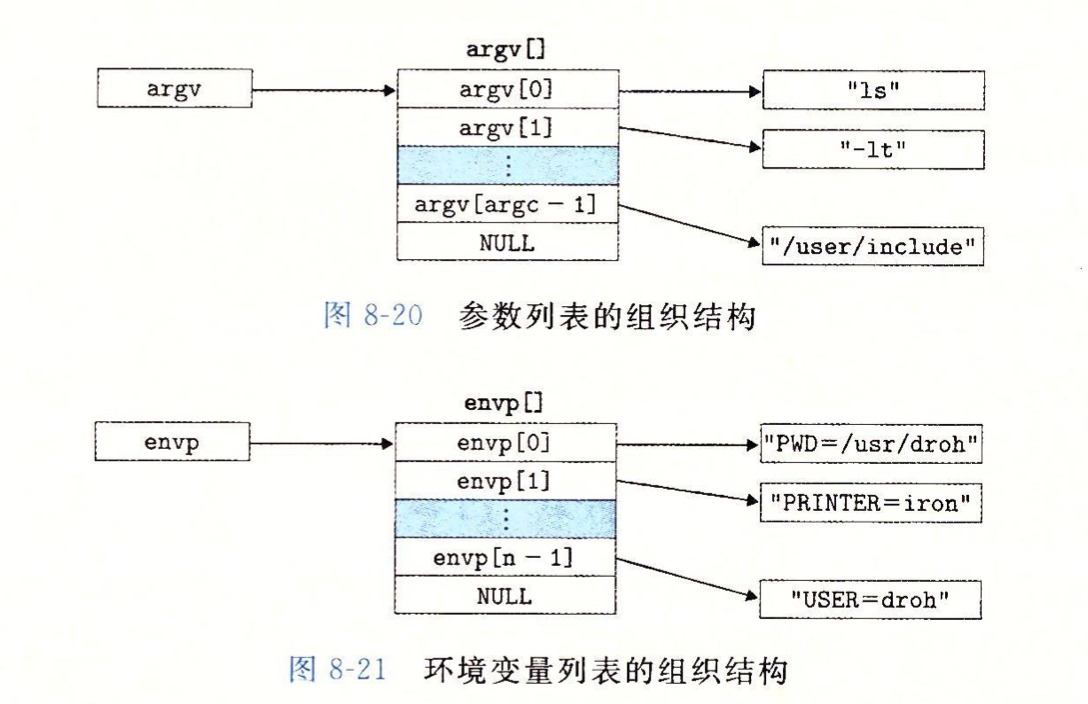 argv[]
argv
argv[0]
"ls"
argv[1]
"-lt"
⋮
argv[argc - 1]
"/user/include"
NULL
图 8-20 参数列表的组织结构
envp[]
envp
envp[0]
"PWD=/usr/droh"
envp[1]
"PRINTER=iron"
⋮
envp[n - 1]
"USER=droh"
NULL
图 8-21 环境变量列表的组织结构